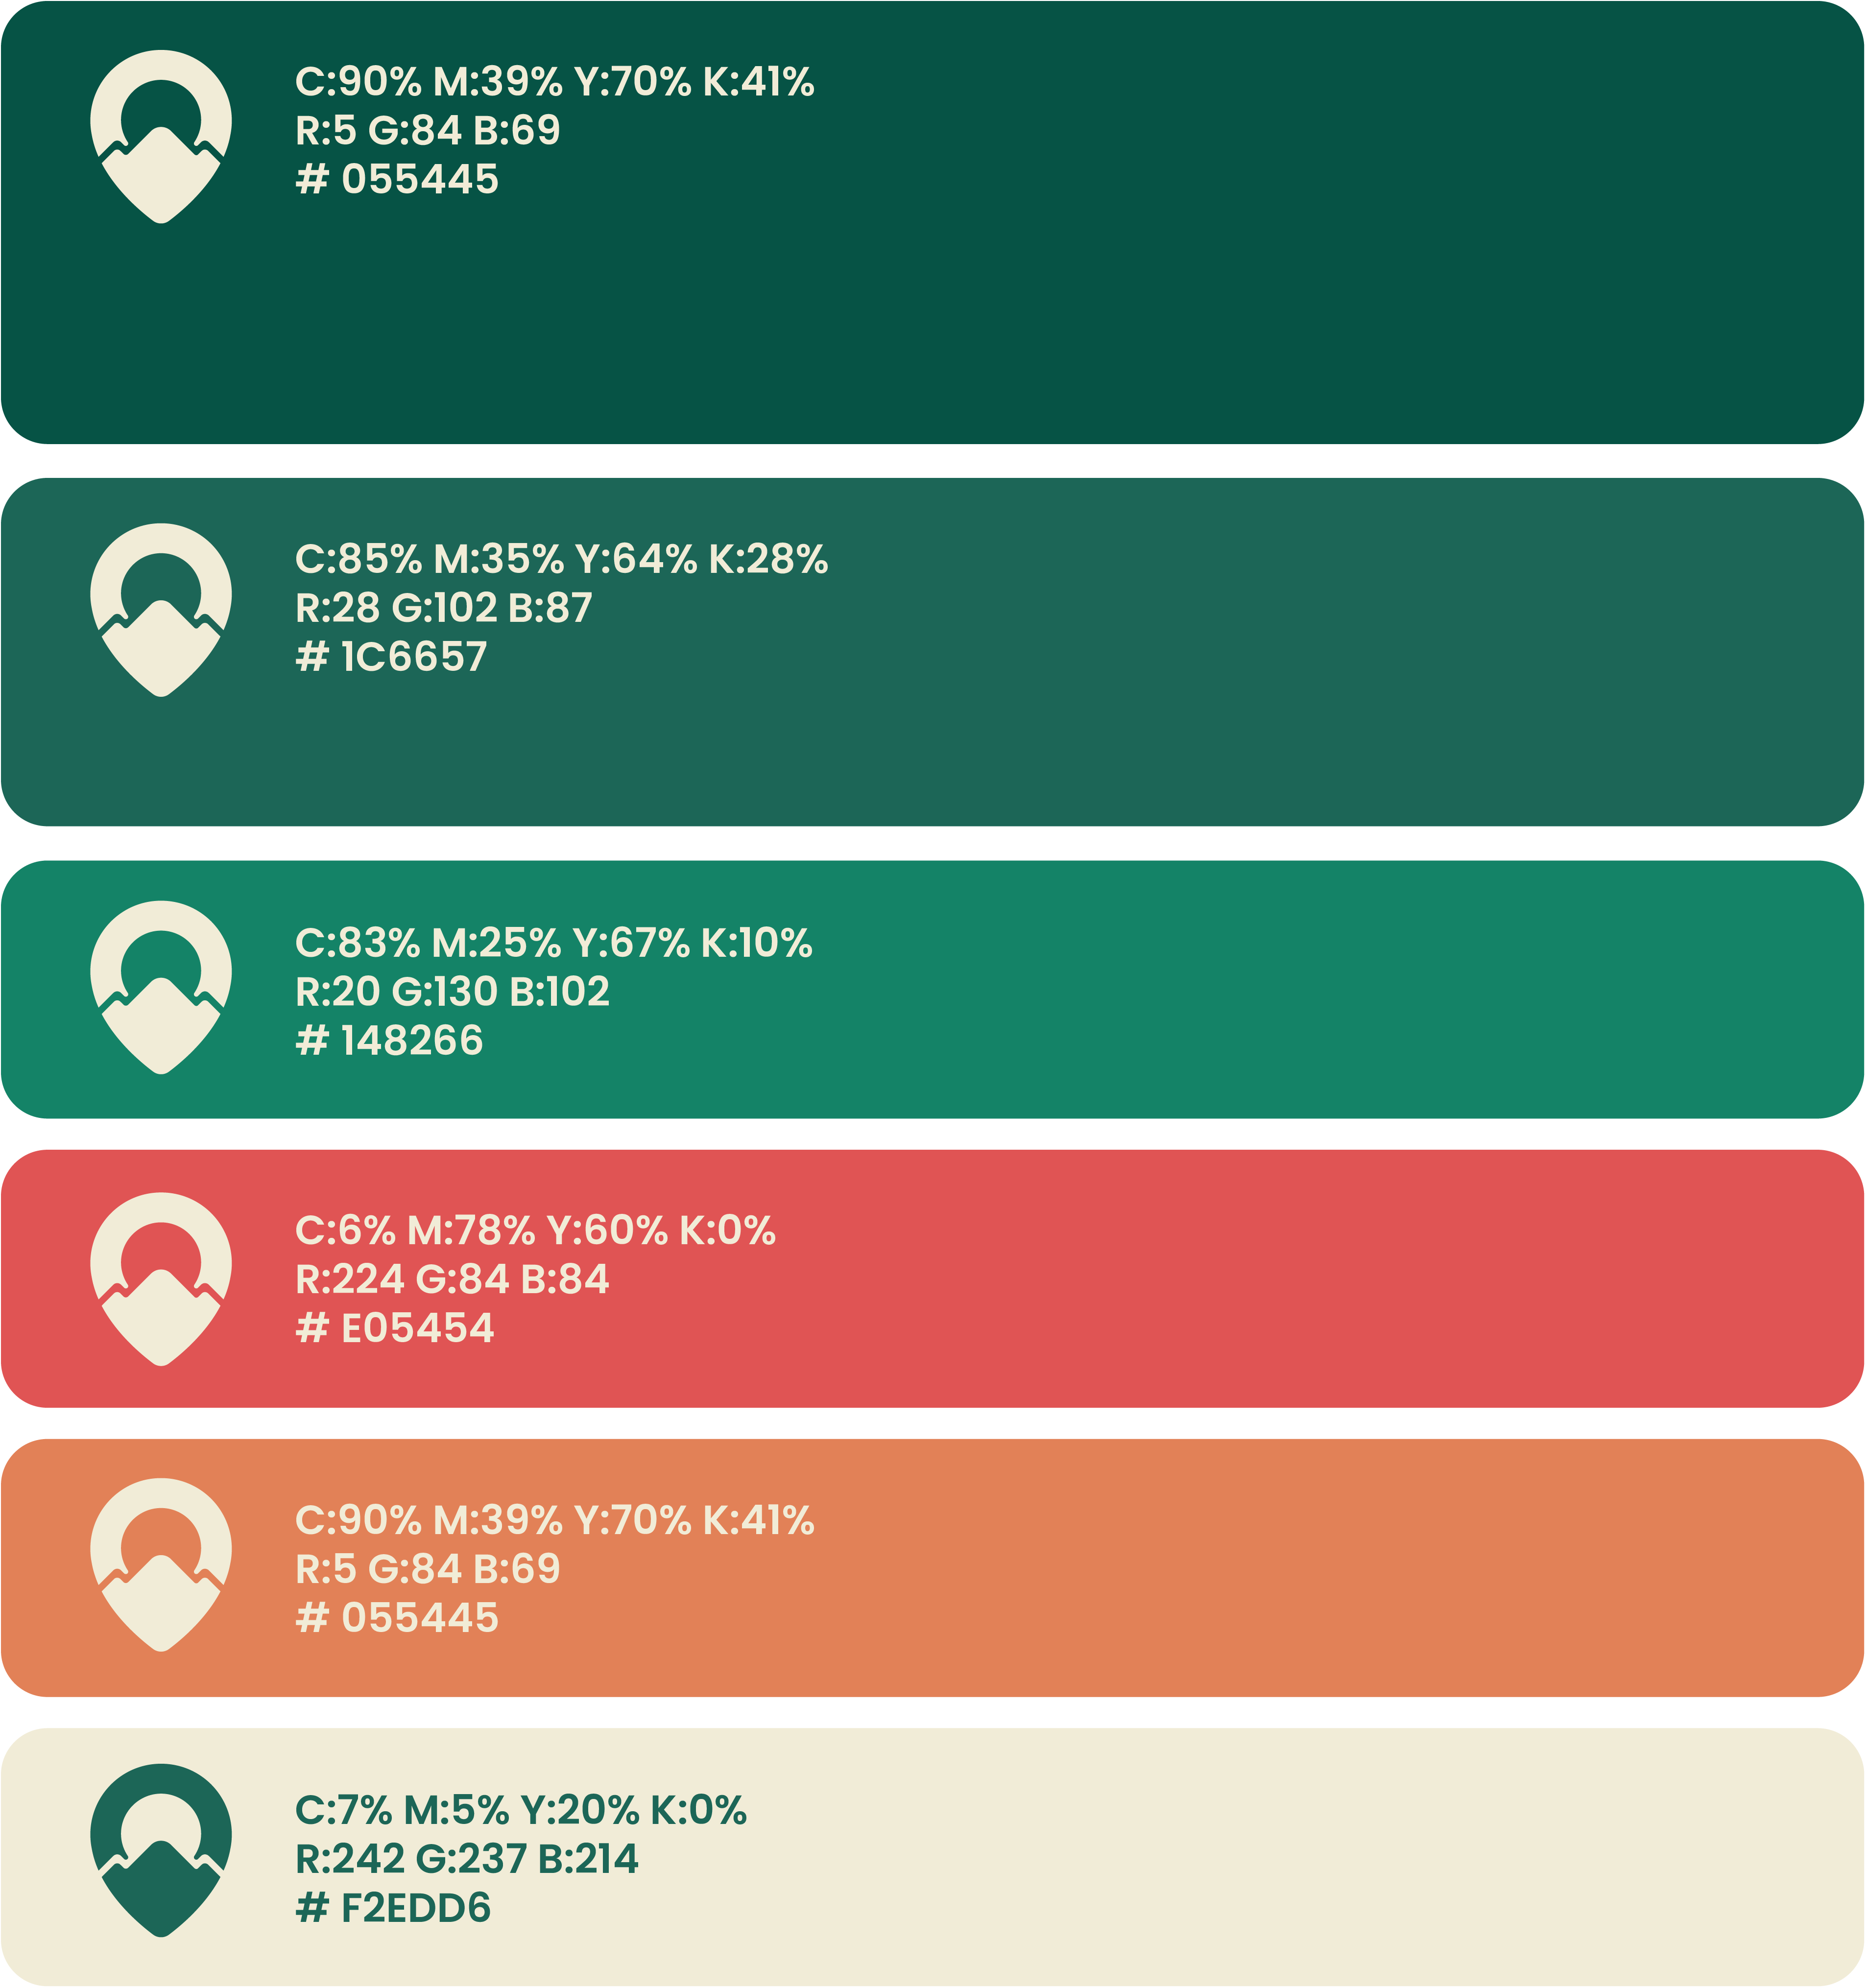 C:90% M:39% Y:70% K:41%
R:5 G:84 B:69
# 055445
C:85% M:35% Y:64% K:28%
R:28 G:102 B:87
# 1C6657
C:83% M:25% Y:67% K:10%
R:20 G:130 B:102
# 148266
C:6% M:78% Y:60% K:0%
R:224 G:84 B:84
# E05454
C:90% M:39% Y:70% K:41%
R:5 G:84 B:69
# 055445
C:7% M:5% Y:20% K:0%
R:242 G:237 B:214
# F2EDD6